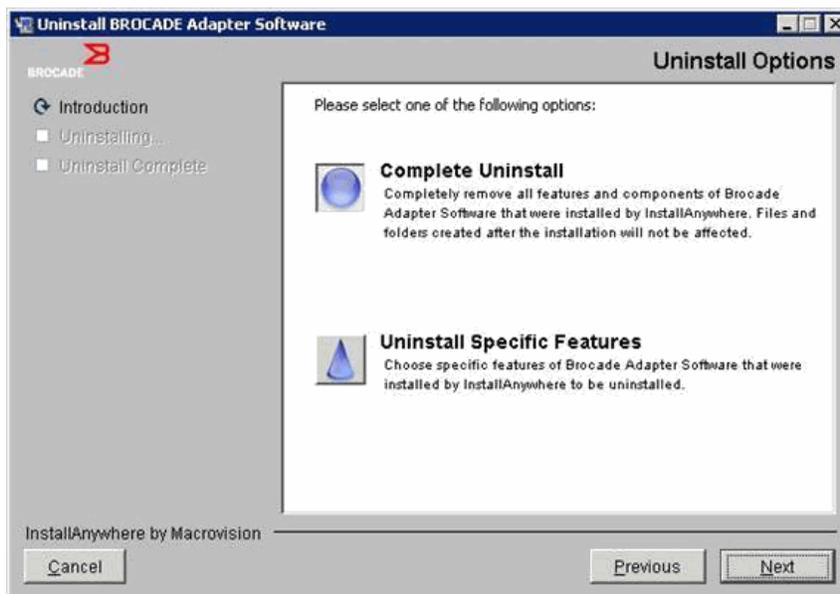 Uninstall BROCADE Adapter Software
BROCADE
Uninstall Options
Introduction
Uninstalling...
Uninstall Complete
Please select one of the following options:
Complete Uninstall
Completely remove all features and components of Brocade
Adapter Software that were installed by InstallAnywhere. Files and
folders created after the installation will not be affected.
Uninstall Specific Features
Choose specific features of Brocade Adapter Software that were
installed by InstallAnywhere to be uninstalled.
InstallAnywhere by Macrovision
Cancel
Previous
Next